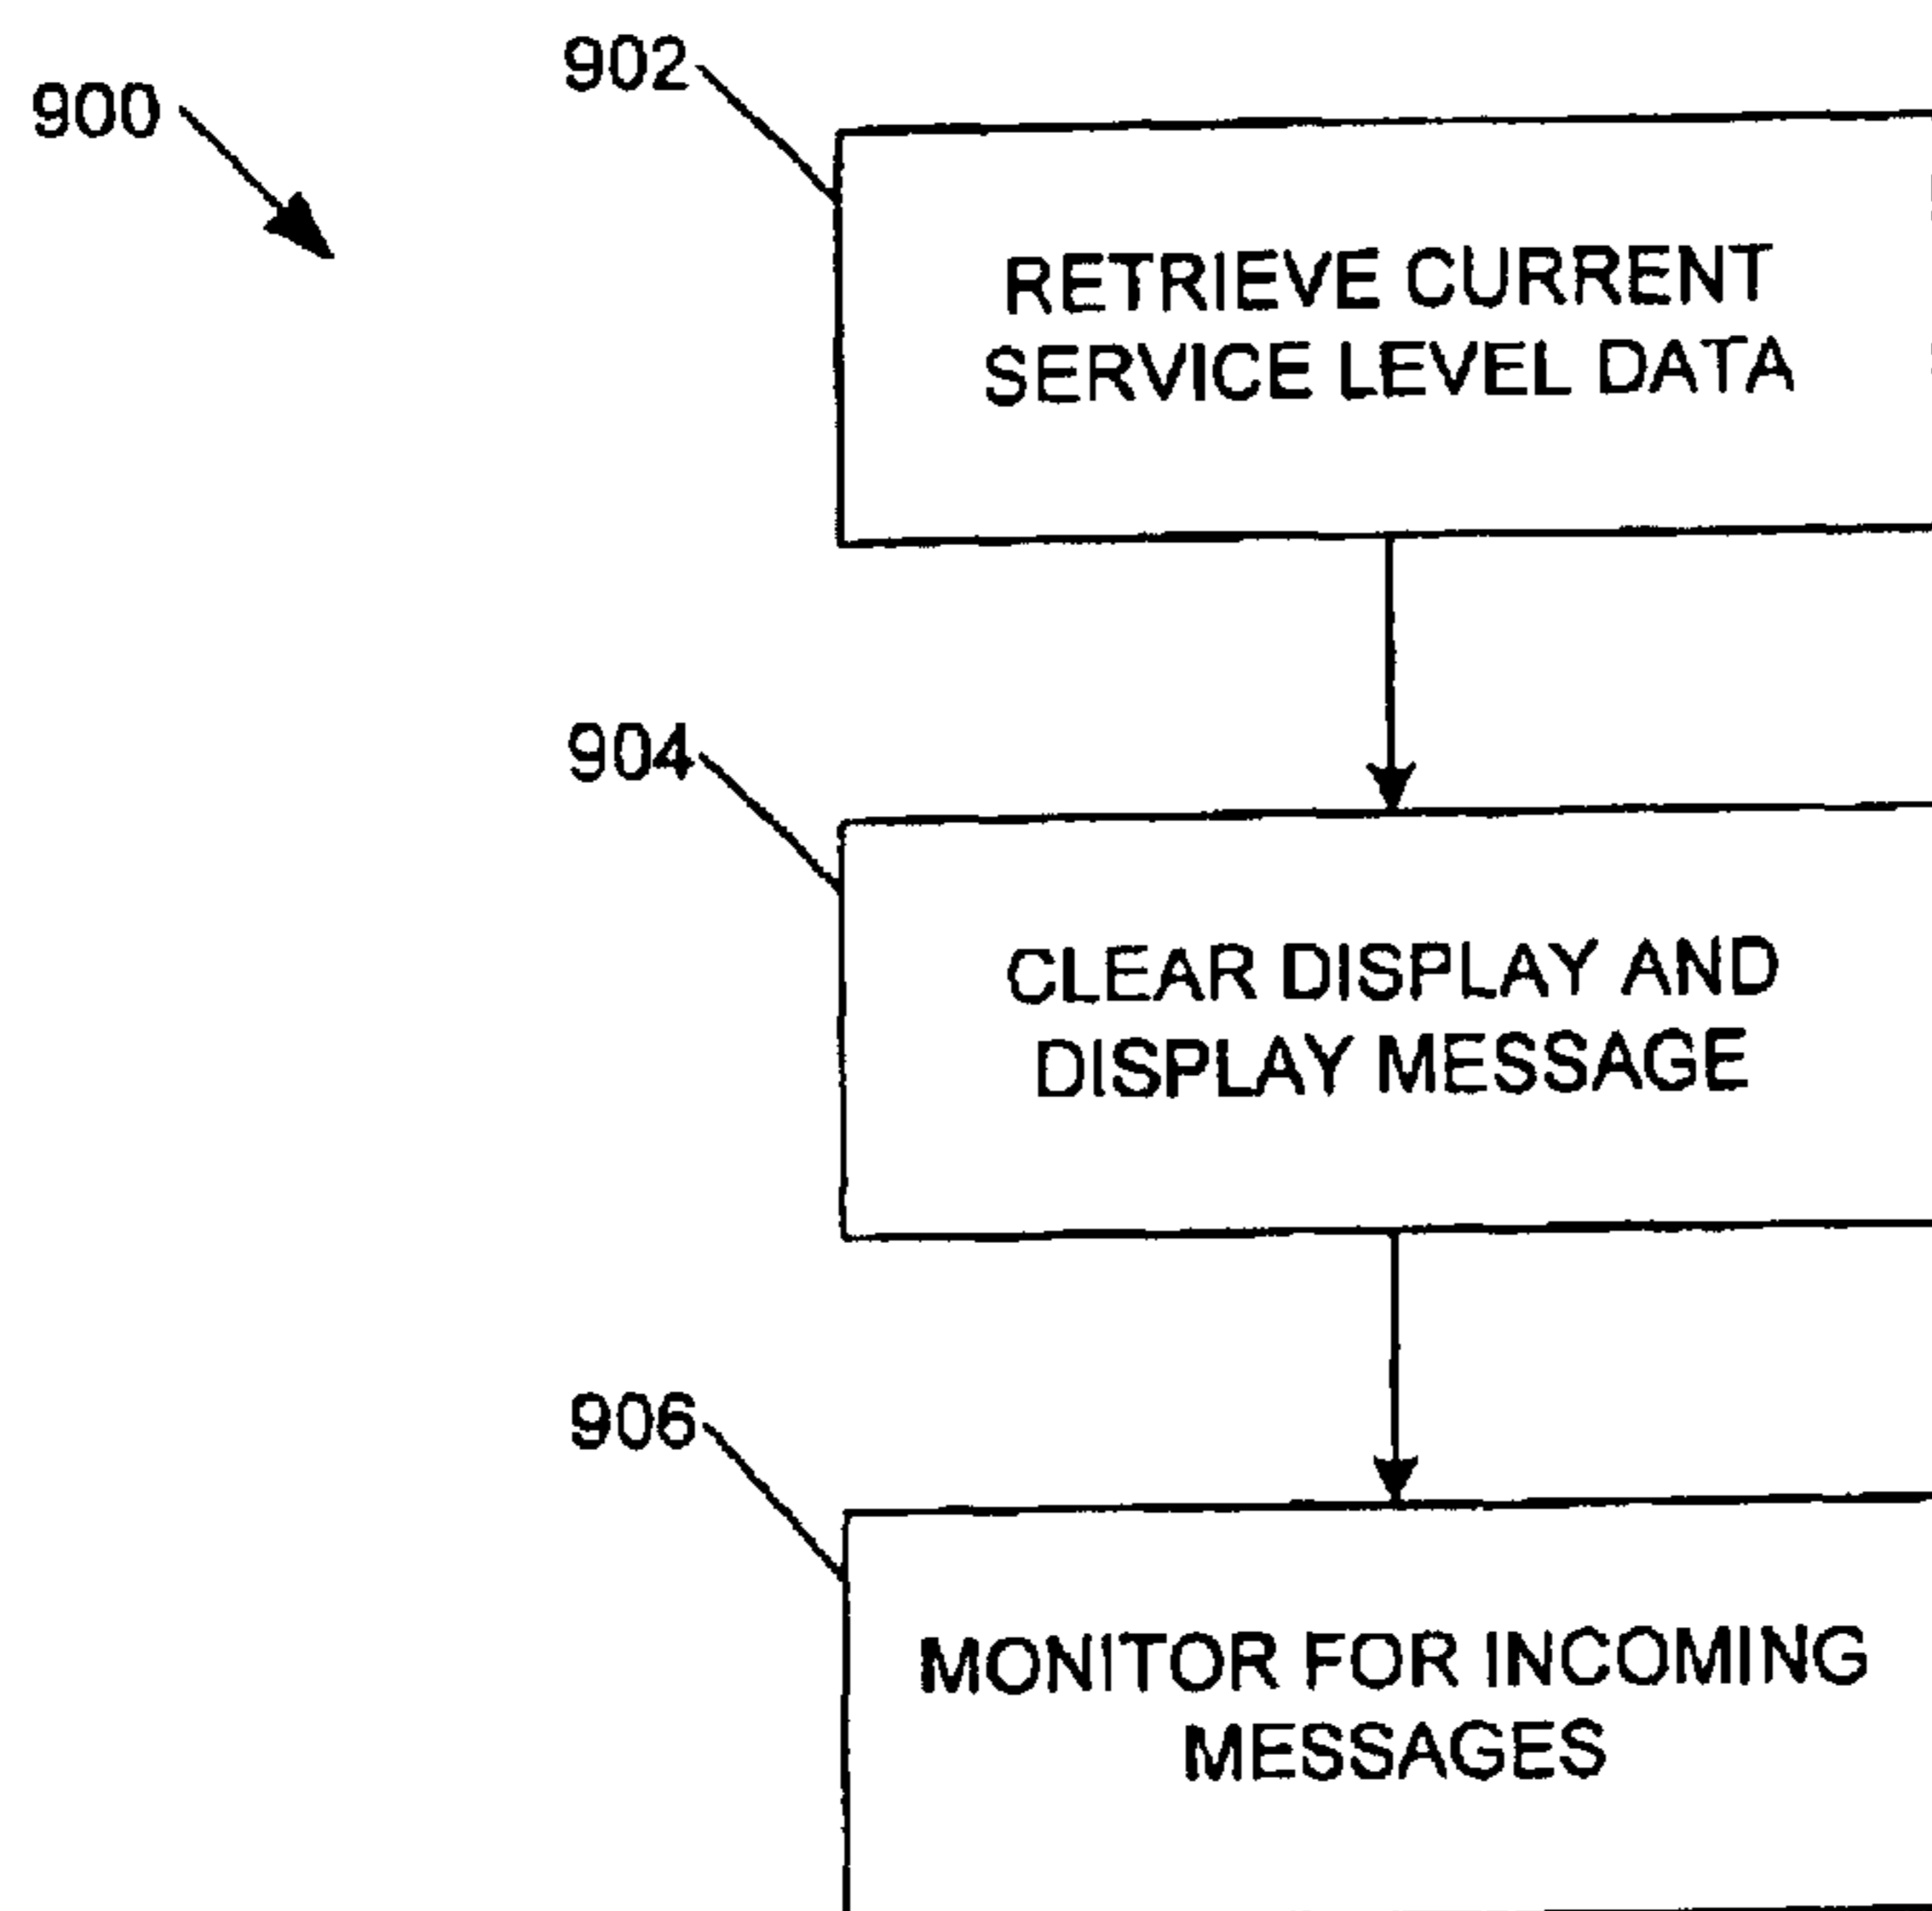 900
902
RETRIEVE CURRENT
SERVICE LEVEL DATA
904
CLEAR DISPLAY AND
DISPLAY MESSAGE
906
MONITOR FOR INCOMING
MESSAGES